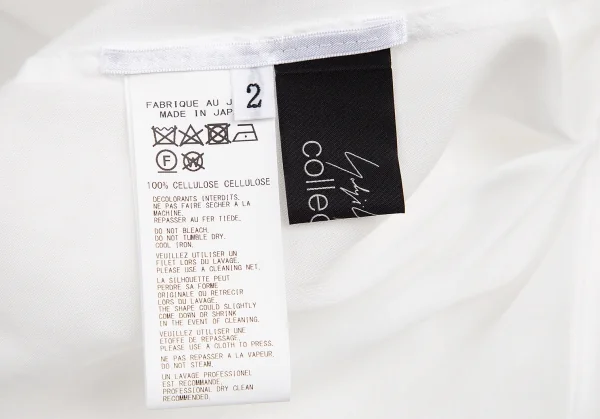 FABRIQUE AU J
MADE IN JAP
2
F
W
100% CELLULOSE CELLULOSE
DECOLORANTS INTERDITS.
NE PAS FAIRE SECHER A LA
MACHINE.
REPASSER AU FER TIEDE.
DO NOT BLEACH.
DO NOT TUMBLE DRY.
COOL IRON.
VEUILLEZ UTILISER UN
FILET LORS DU LAVAGE.
PLEASE USE A CLEANING NET.
LA SILHOUETTE PEUT
PERDRE SA FORME
ORIGINALE OU RETRECIR
LORS DU LAVAGE.
THE SHAPE COULD SLIGHTLY
COME DOWN OR SHRINK
IN THE EVENT OF CLEANING.
VEUILLEZ UTILISER UNE
ETOFFE DE REPASSAGE.
PLEASE USE A CLOTH TO PRESS.
NE PAS REPASSER A LA VAPEUR.
DO NOT STEAM.
UN LAVAGE PROFESSIONEL
EST RECOMMANDE.
PROFESSIONAL DRY CLEAN
RECOMMENDED.
collec